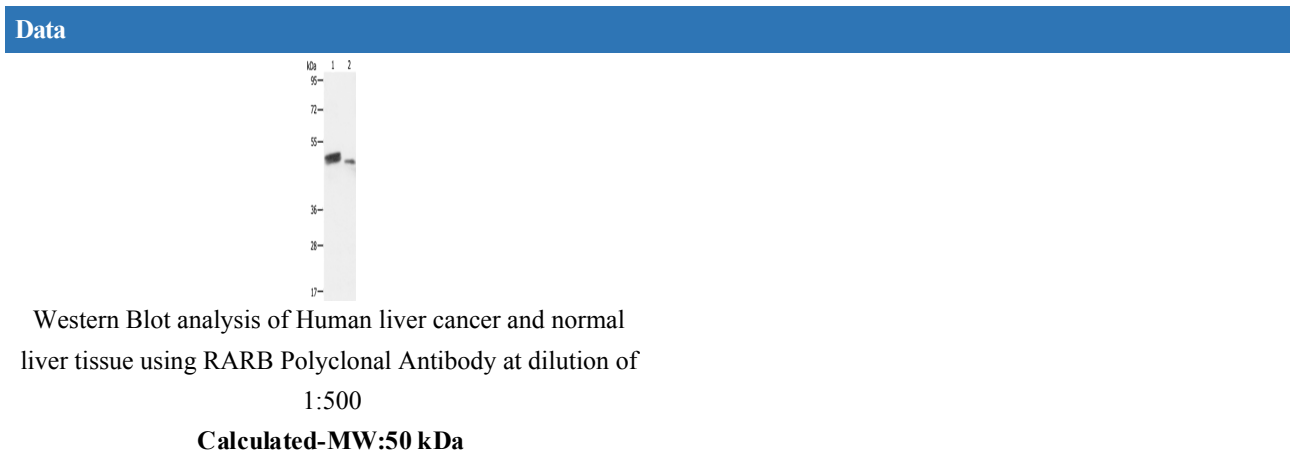 Data
kDa 1 2
95
72
55
36
28
17
Western Blot analysis of Human liver cancer and normal
liver tissue using RARB Polyclonal Antibody at dilution of
1:500
Calculated-MW:50 kDa